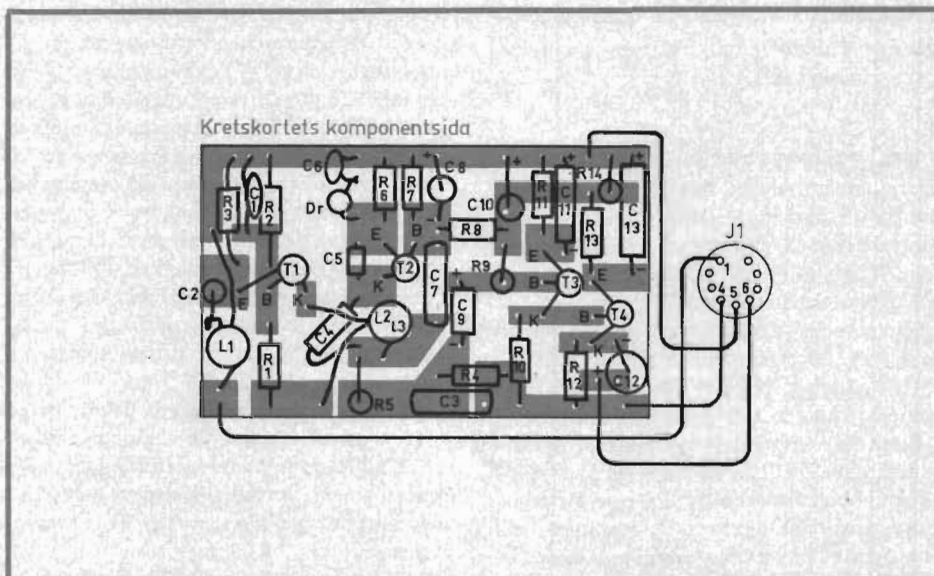 Kretskortets komponentsida
C6 + C8 + + R14 +
R3 C1 R2 R6 R7 R11 C11 C13
Dr C10 R13
J1
E B R8 E
C5 T2 R9 1
T1 C7 + B T3 E
C2 E B K K C9 4 5 6
L2 L3 K B T4
C4 K -
L1 R1 R10 R12 + C12
R4
R5 C3